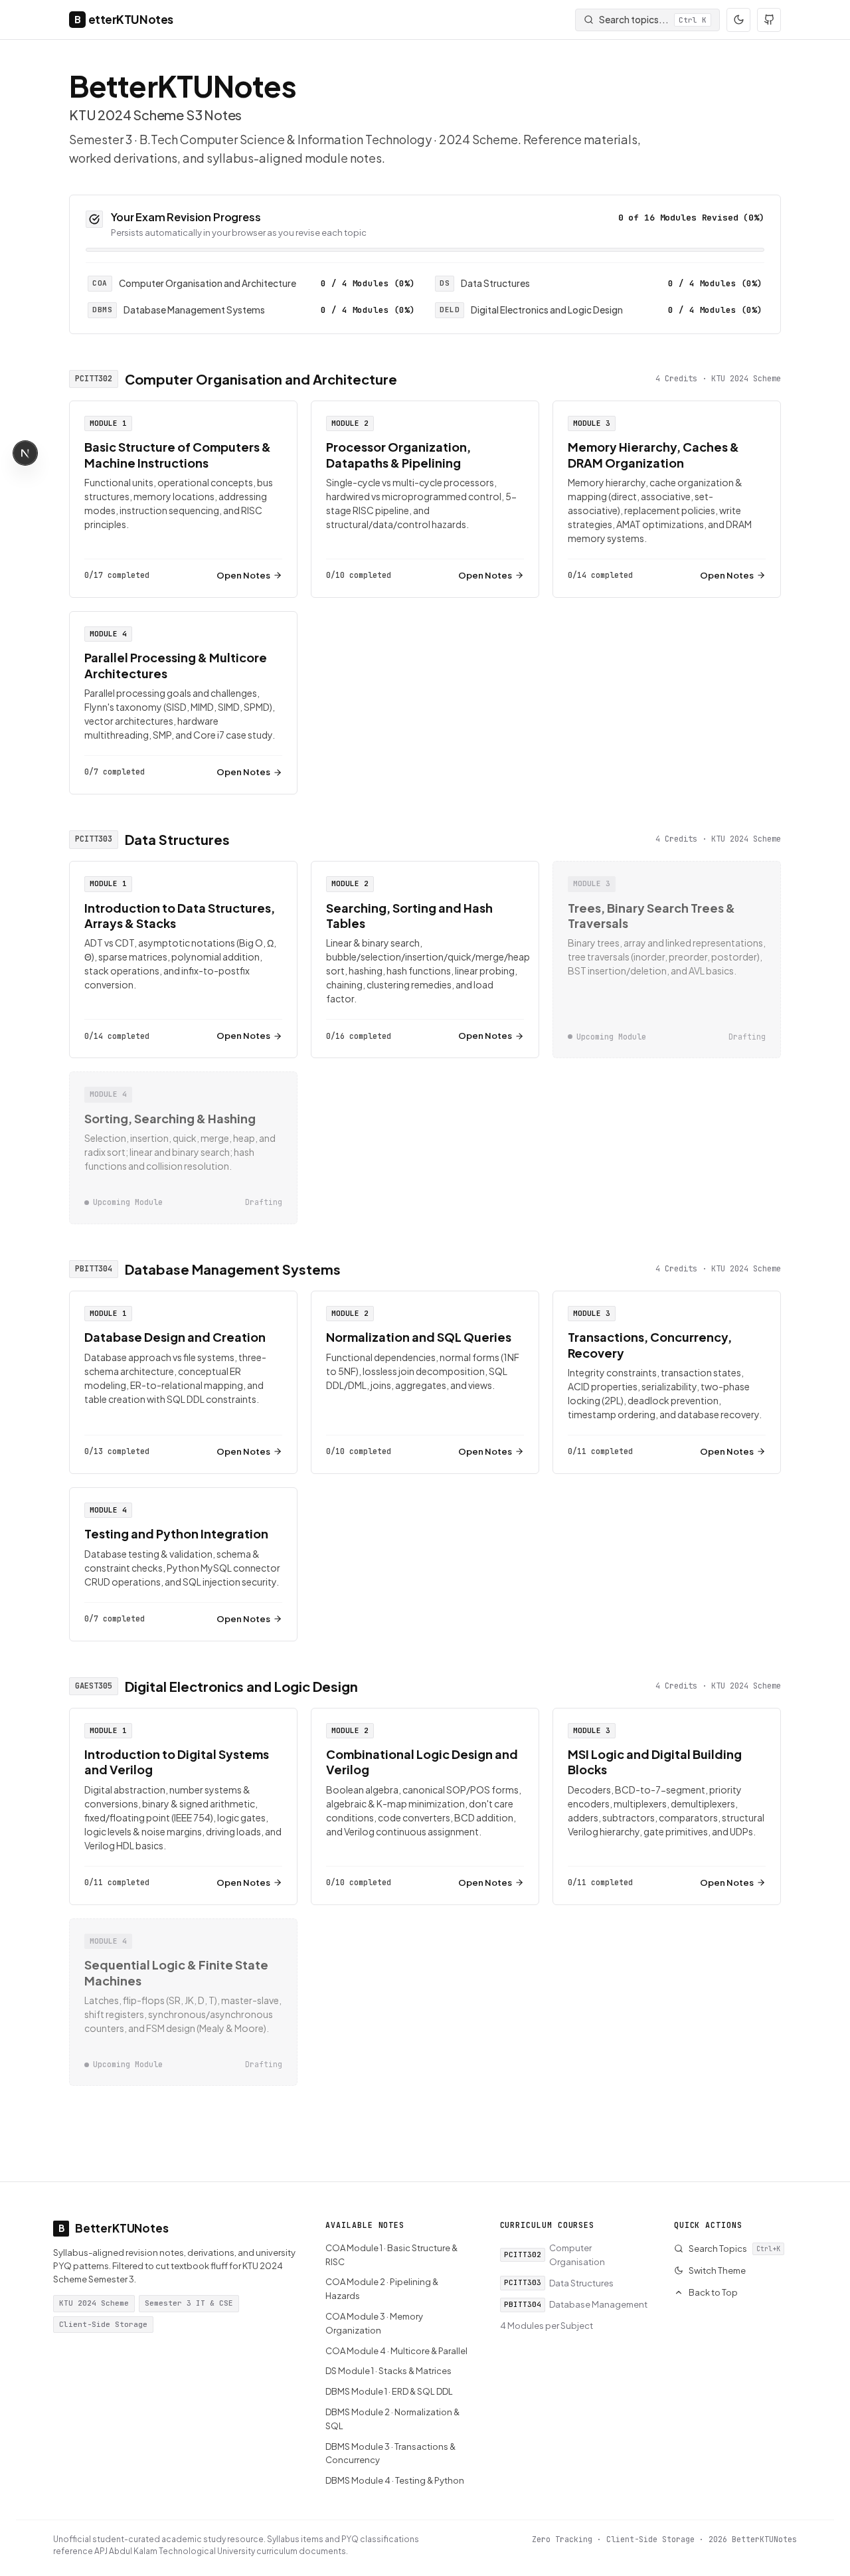 B etterKTUNotes
Search topics... Ctrl K
BetterKTUNotes
KTU 2024 Scheme S3 Notes
Semester 3 · B.Tech Computer Science & Information Technology · 2024 Scheme. Reference materials,
worked derivations, and syllabus-aligned module notes.
Your Exam Revision Progress
0 of 16 Modules Revised (0%)
Persists automatically in your browser as you revise each topic
COA Computer Organisation and Architecture 0 / 4 Modules (0%)
DS Data Structures 0 / 4 Modules (0%)
DBMS Database Management Systems 0 / 4 Modules (0%)
DELD Digital Electronics and Logic Design 0 / 4 Modules (0%)
PCITT302 Computer Organisation and Architecture
4 Credits · KTU 2024 Scheme
MODULE 1
Basic Structure of Computers &
Machine Instructions
Functional units, operational concepts, bus
structures, memory locations, addressing
modes, instruction sequencing, and RISC
principles.
0/17 completed Open Notes →
MODULE 2
Processor Organization,
Datapaths & Pipelining
Single-cycle vs multi-cycle processors,
hardwired vs microprogrammed control, 5-
stage RISC pipeline, and
structural/data/control hazards.
0/10 completed Open Notes →
MODULE 3
Memory Hierarchy, Caches &
DRAM Organization
Memory hierarchy, cache organization &
mapping (direct, associative, set-
associative), replacement policies, write
strategies, AMAT optimizations, and DRAM
memory systems.
0/14 completed Open Notes →
N
MODULE 4
Parallel Processing & Multicore
Architectures
Parallel processing goals and challenges,
Flynn's taxonomy (SISD, MIMD, SIMD, SPMD),
vector architectures, hardware
multithreading, SMP, and Core i7 case study.
0/7 completed Open Notes →
PCITT303 Data Structures
4 Credits · KTU 2024 Scheme
MODULE 1
Introduction to Data Structures,
Arrays & Stacks
ADT vs CDT, asymptotic notations (Big O, Ω,
Θ), sparse matrices, polynomial addition,
stack operations, and infix-to-postfix
conversion.
0/14 completed Open Notes →
MODULE 2
Searching, Sorting and Hash
Tables
Linear & binary search,
bubble/selection/insertion/quick/merge/heap
sort, hashing, hash functions, linear probing,
chaining, clustering remedies, and load
factor.
0/16 completed Open Notes →
MODULE 3
Trees, Binary Search Trees &
Traversals
Binary trees, array and linked representations,
tree traversals (inorder, preorder, postorder),
BST insertion/deletion, and AVL basics.
Upcoming Module Drafting
MODULE 4
Sorting, Searching & Hashing
Selection, insertion, quick, merge, heap, and
radix sort; linear and binary search; hash
functions and collision resolution.
Upcoming Module Drafting
PBITT304 Database Management Systems
4 Credits · KTU 2024 Scheme
MODULE 1
Database Design and Creation
Database approach vs file systems, three-
schema architecture, conceptual ER
modeling, ER-to-relational mapping, and
table creation with SQL DDL constraints.
0/13 completed Open Notes →
MODULE 2
Normalization and SQL Queries
Functional dependencies, normal forms (1NF
to 5NF), lossless join decomposition, SQL
DDL/DML, joins, aggregates, and views.
0/10 completed Open Notes →
MODULE 3
Transactions, Concurrency,
Recovery
Integrity constraints, transaction states,
ACID properties, serializability, two-phase
locking (2PL), deadlock prevention,
timestamp ordering, and database recovery.
0/11 completed Open Notes →
MODULE 4
Testing and Python Integration
Database testing & validation, schema &
constraint checks, Python MySQL connector
CRUD operations, and SQL injection security.
0/7 completed Open Notes →
GAEST305 Digital Electronics and Logic Design
4 Credits · KTU 2024 Scheme
MODULE 1
Introduction to Digital Systems
and Verilog
Digital abstraction, number systems &
conversions, binary & signed arithmetic,
fixed/floating point (IEEE 754), logic gates,
logic levels & noise margins, driving loads, and
Verilog HDL basics.
0/11 completed Open Notes →
MODULE 2
Combinational Logic Design and
Verilog
Boolean algebra, canonical SOP/POS forms,
algebraic & K-map minimization, don't care
conditions, code converters, BCD addition,
and Verilog continuous assignment.
0/10 completed Open Notes →
MODULE 3
MSI Logic and Digital Building
Blocks
Decoders, BCD-to-7-segment, priority
encoders, multiplexers, demultiplexers,
adders, subtractors, comparators, structural
Verilog hierarchy, gate primitives, and UDPs.
0/11 completed Open Notes →
MODULE 4
Sequential Logic & Finite State
Machines
Latches, flip-flops (SR, JK, D, T), master-slave,
shift registers, synchronous/asynchronous
counters, and FSM design (Mealy & Moore).
Upcoming Module Drafting
B BetterKTUNotes
Syllabus-aligned revision notes, derivations, and university
PYQ patterns. Filtered to cut textbook fluff for KTU 2024
Scheme Semester 3.
KTU 2024 Scheme Semester 3 IT & CSE
Client-Side Storage
AVAILABLE NOTES
COA Module 1 · Basic Structure &
RISC
COA Module 2 · Pipelining &
Hazards
COA Module 3 · Memory
Organization
COA Module 4 · Multicore & Parallel
DS Module 1 · Stacks & Matrices
DBMS Module 1 · ERD & SQL DDL
DBMS Module 2 · Normalization &
SQL
DBMS Module 3 · Transactions &
Concurrency
DBMS Module 4 · Testing & Python
CURRICULUM COURSES
PCITT302 Computer
Organisation
PCITT303 Data Structures
PBITT304 Database Management
4 Modules per Subject
QUICK ACTIONS
Search Topics Ctrl+K
Switch Theme
Back to Top
Unofficial student-curated academic study resource. Syllabus items and PYQ classifications
reference APJ Abdul Kalam Technological University curriculum documents.
Zero Tracking · Client-Side Storage · 2026 BetterKTUNotes